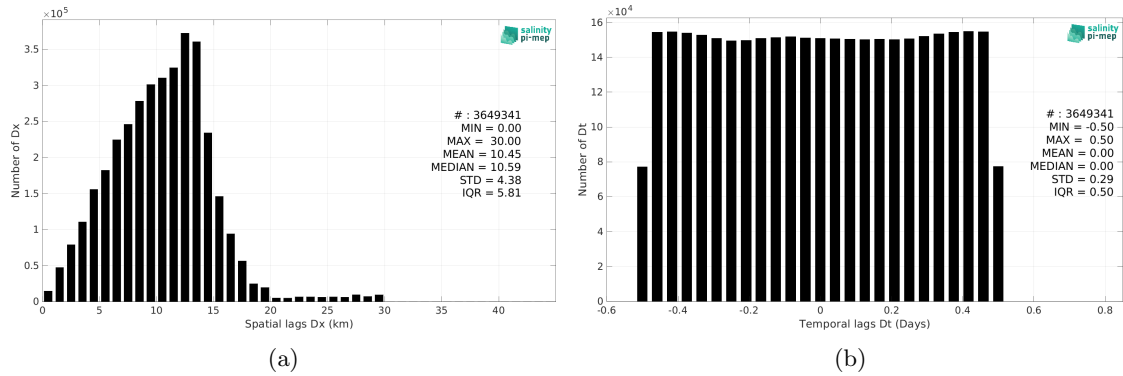 ×10⁵
3.5
3
2.5
2
1.5
1
0.5
0
Number of Dx
0 5 10 15 20 25 30 35 40
Spatial lags Dx (km)
salinity
pi-mep
# : 3649341
MIN = 0.00
MAX = 30.00
MEAN = 10.45
MEDIAN = 10.59
STD = 4.38
IQR = 5.81
(a)
×10⁴
16
14
12
10
8
6
4
2
0
Number of Dt
-0.6 -0.4 -0.2 0 0.2 0.4 0.6 0.8
Temporal lags Dt (Days)
salinity
pi-mep
# : 3649341
MIN = -0.50
MAX = 0.50
MEAN = 0.00
MEDIAN = 0.00
STD = 0.29
IQR = 0.50
(b)